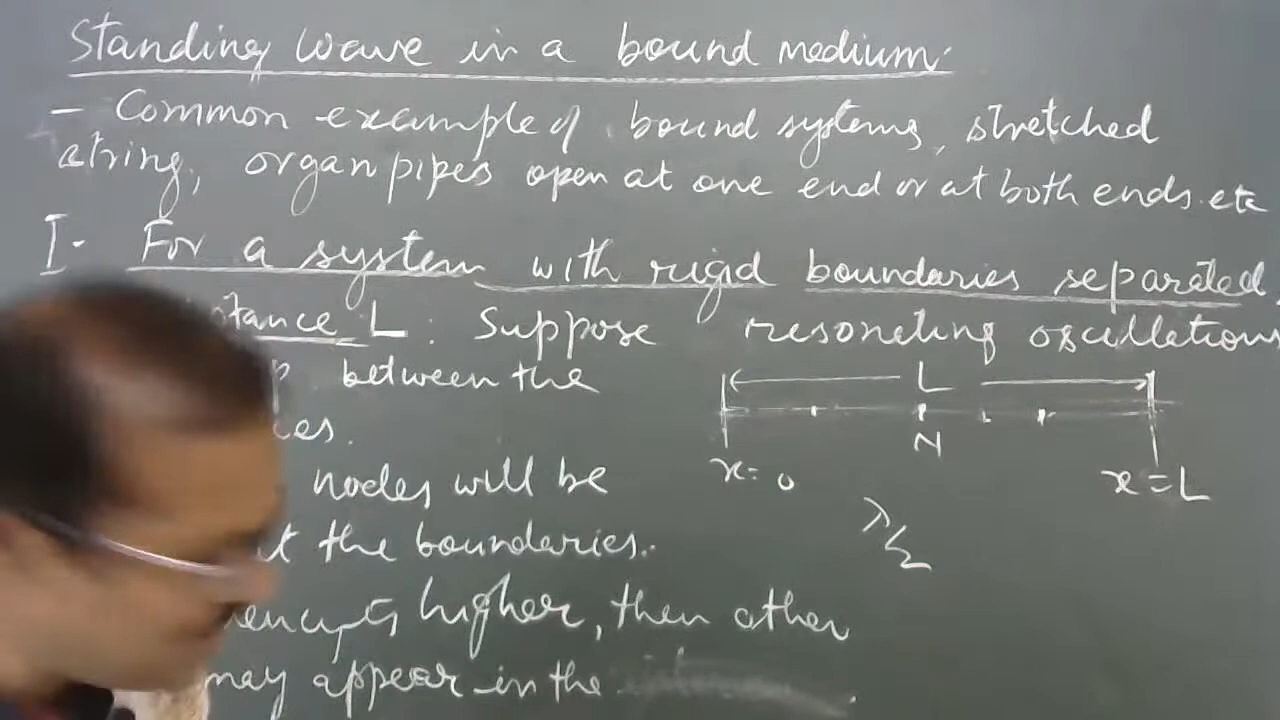 Standing wave in a bound medium.
- Common example of bound systems, stretched
string, organ pipes open at one end or at both ends. etc
I. For a system with rigid boundaries separated
tance L: Suppose resonating oscillations
between the
L
ies.
N
x=0
x=L
nodes will be
λ/2
t the boundaries.
higher, then other
may appear in the